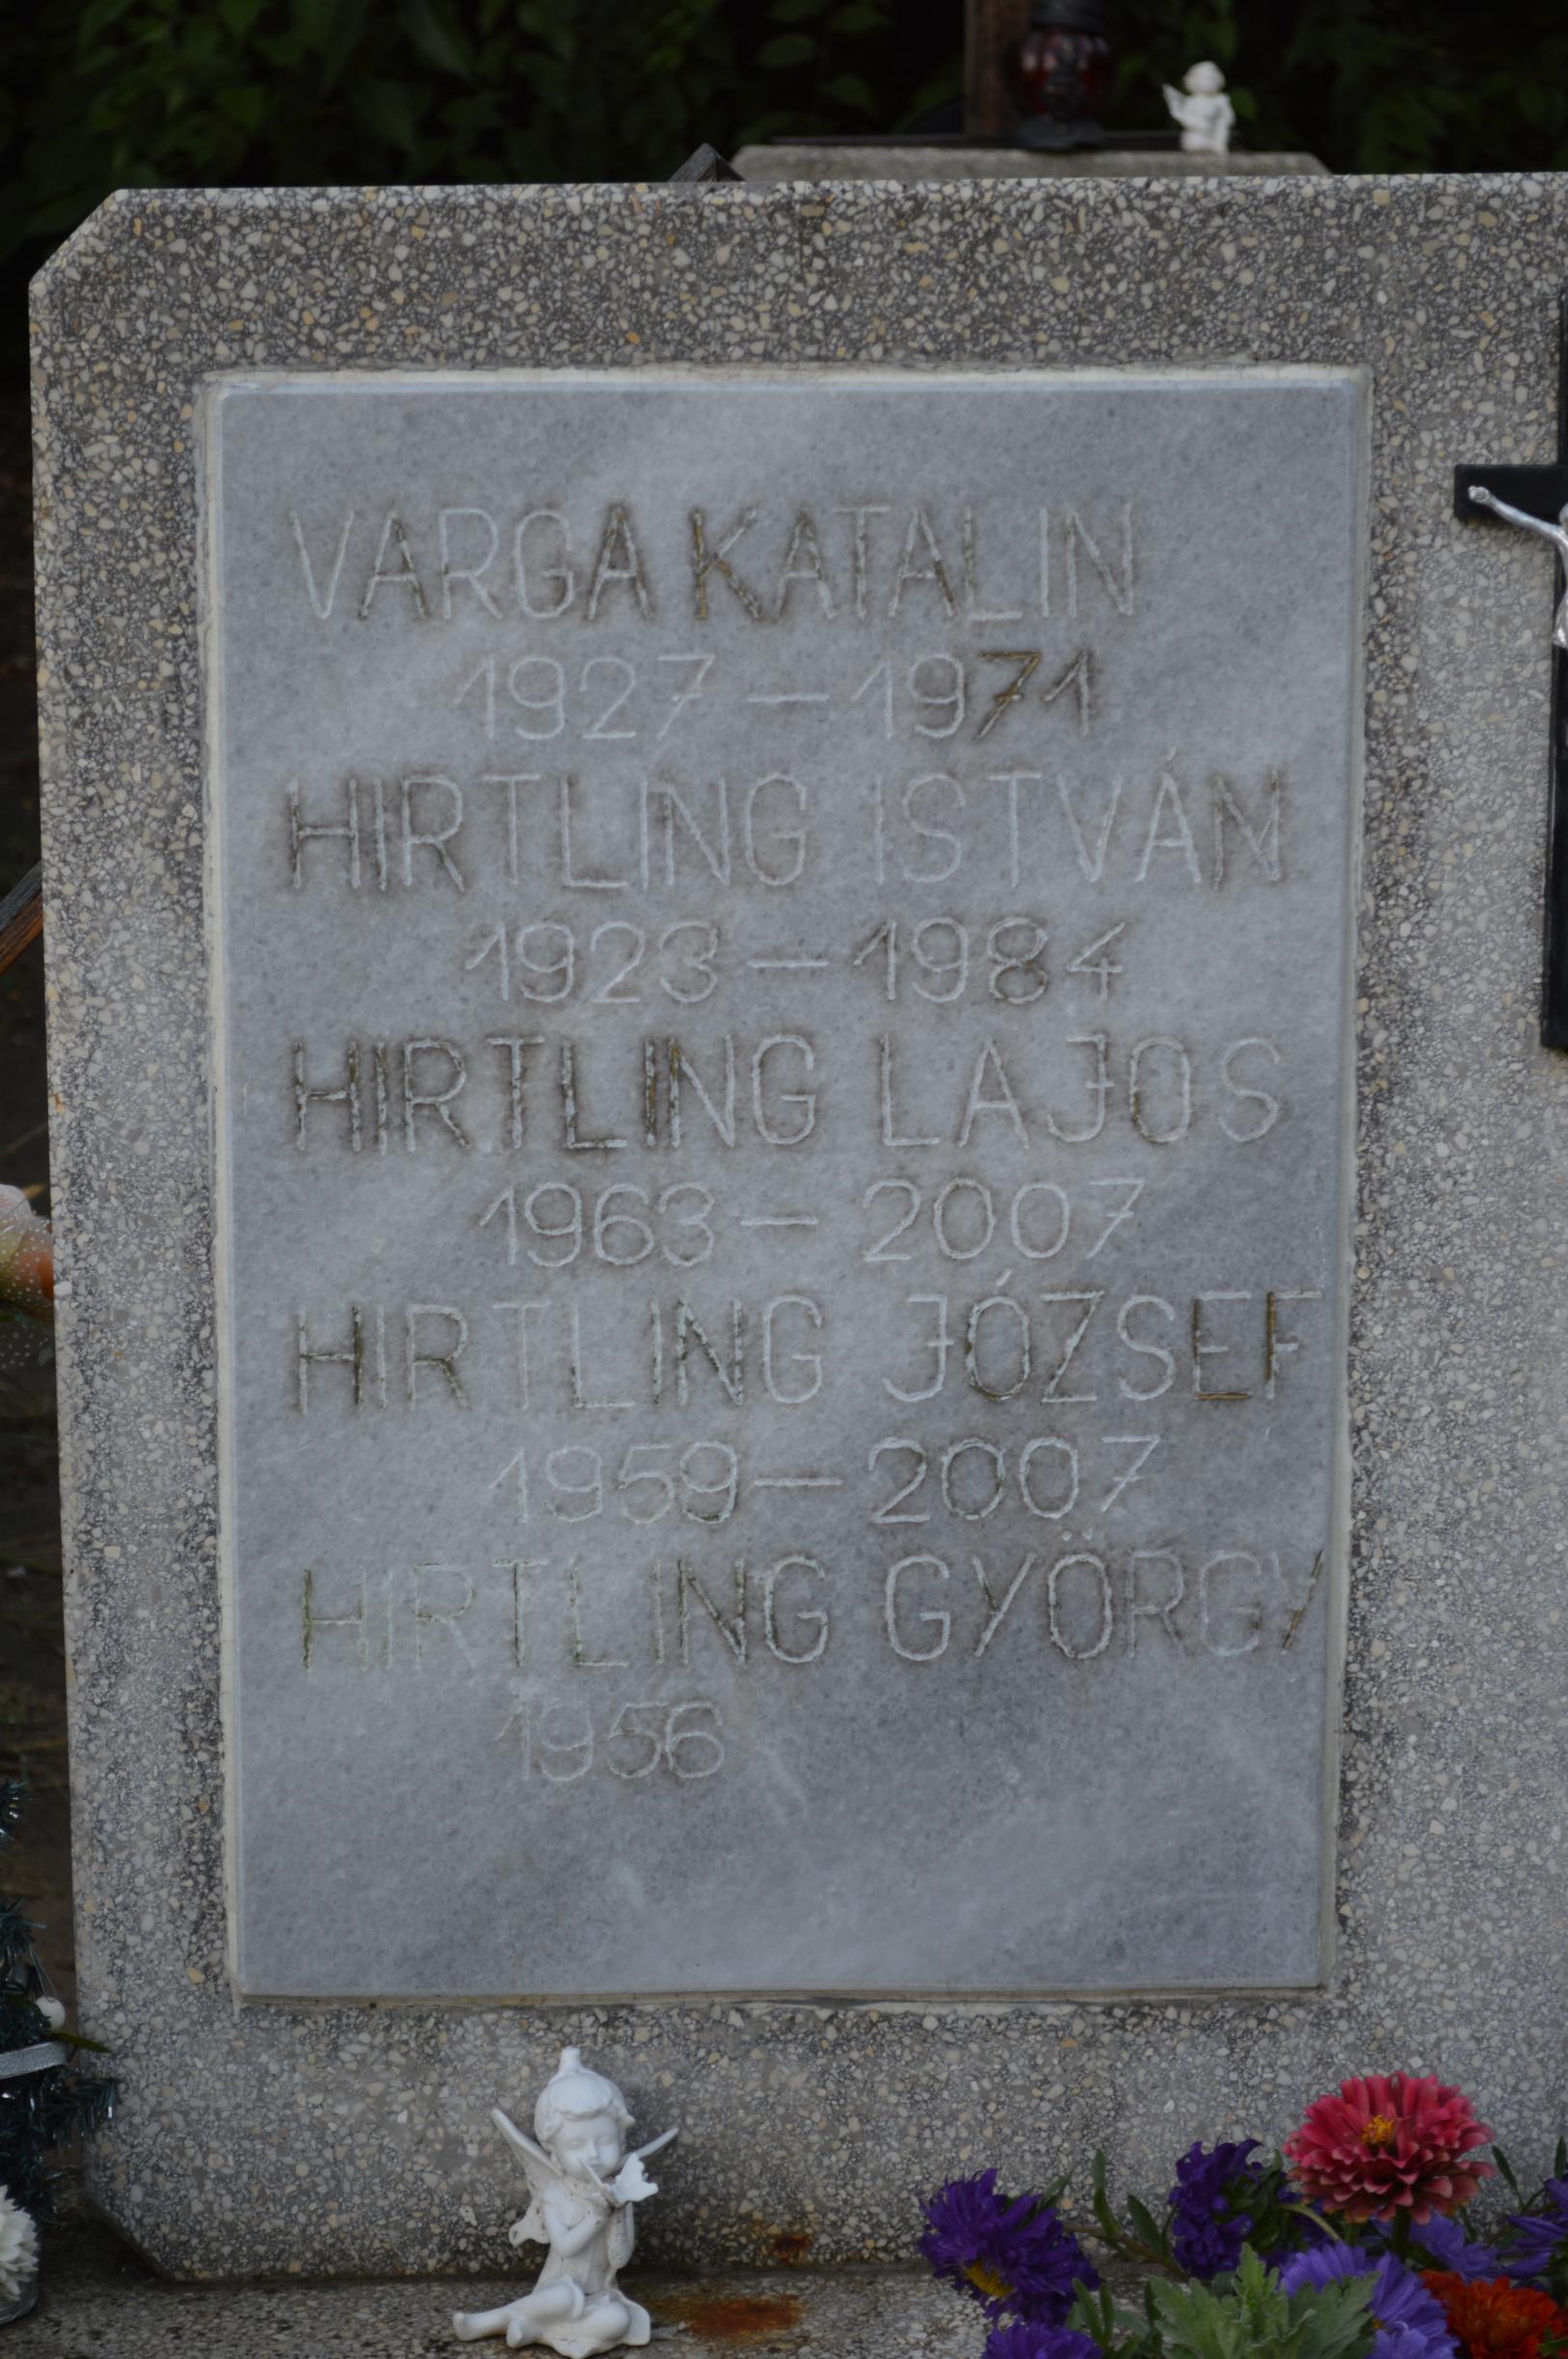 VARGA KATALIN
1927 – 1971
HIRTLING ISTVÁN
1923 – 1984
HIRTLING LAJOS
1963 – 2007
HIRTLING JÓZSEF
1959 – 2007
HIRTLING GYÖRGY
1956